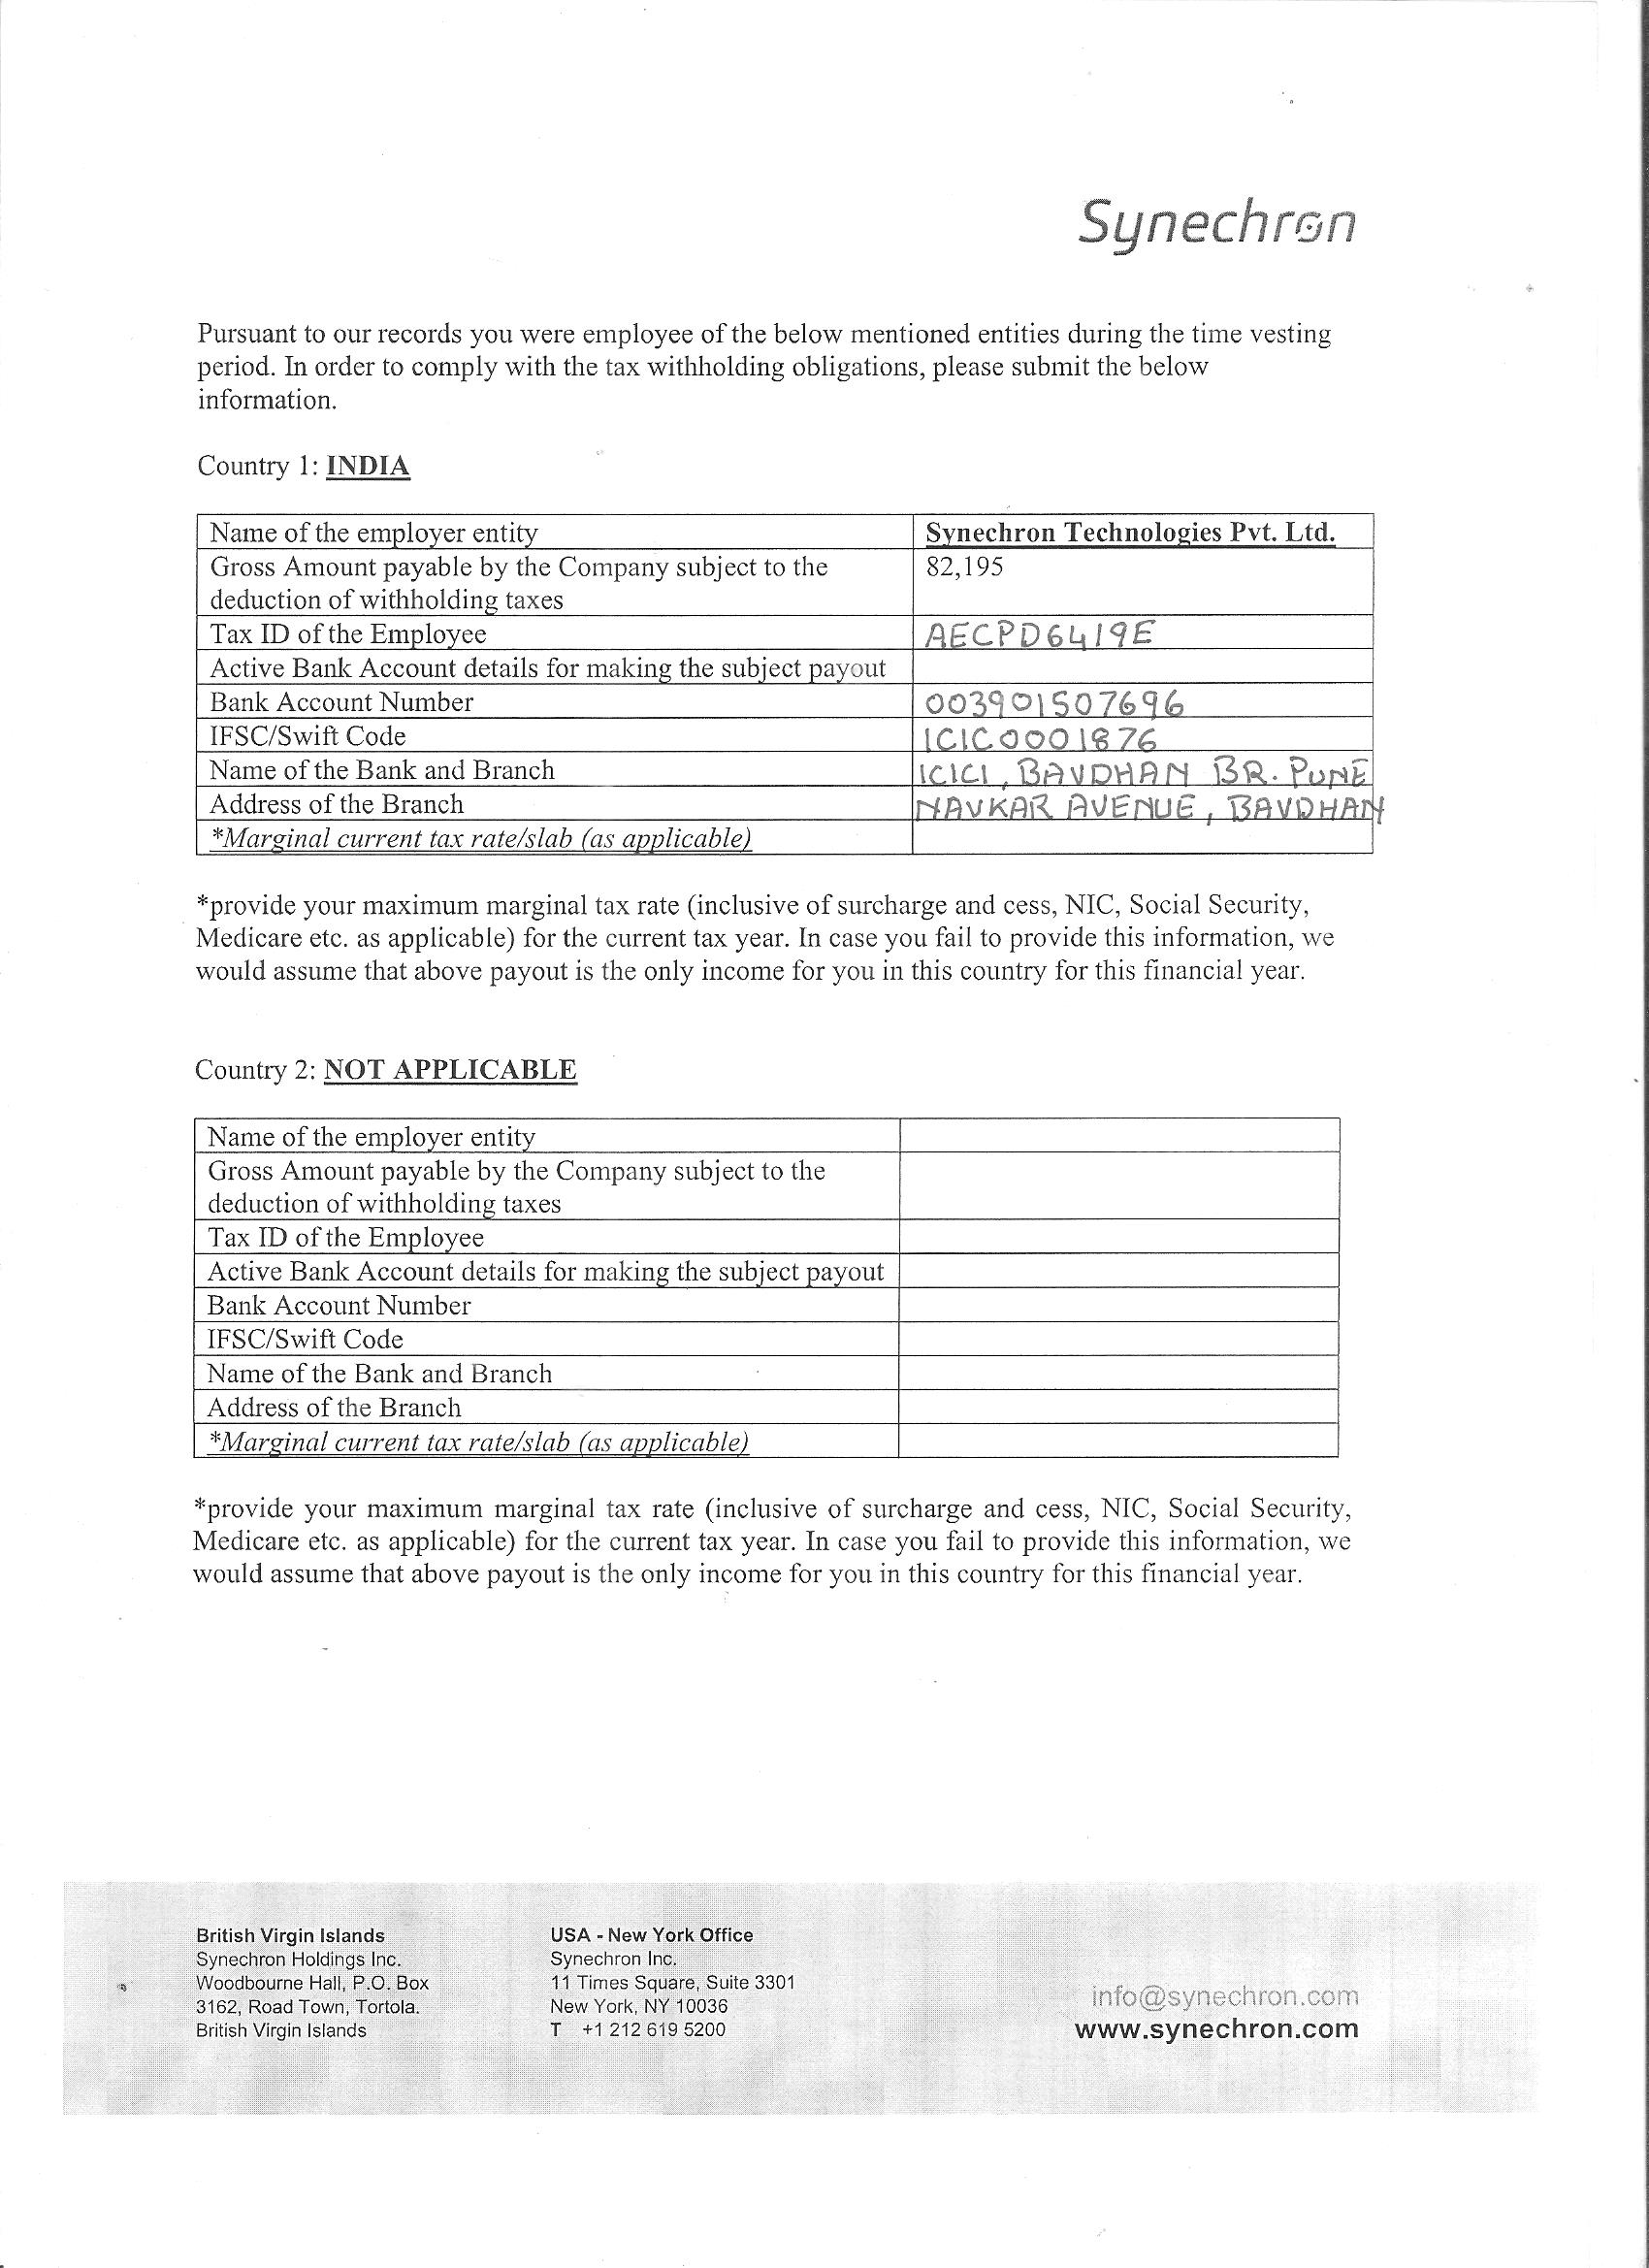 Synechron
Pursuant to our records you were employee of the below mentioned entities during the time vesting
period. In order to comply with the tax withholding obligations, please submit the below
information.
Country 1: INDIA
Name of the employer entity Synechron Technologies Pvt. Ltd.
Gross Amount payable by the Company subject to the 82,195
deduction of withholding taxes
Tax ID of the Employee AECPD6419E
Active Bank Account details for making the subject payout
Bank Account Number 003901507696
IFSC/Swift Code ICIC0001876
Name of the Bank and Branch ICICI, BAVDHAN BR. PUNE
Address of the Branch NAVKAR AVENUE, BAVDHAN
*Marginal current tax rate/slab (as applicable)
*provide your maximum marginal tax rate (inclusive of surcharge and cess, NIC, Social Security,
Medicare etc. as applicable) for the current tax year. In case you fail to provide this information, we
would assume that above payout is the only income for you in this country for this financial year.
Country 2: NOT APPLICABLE
Name of the employer entity
Gross Amount payable by the Company subject to the
deduction of withholding taxes
Tax ID of the Employee
Active Bank Account details for making the subject payout
Bank Account Number
IFSC/Swift Code
Name of the Bank and Branch
Address of the Branch
*Marginal current tax rate/slab (as applicable)
*provide your maximum marginal tax rate (inclusive of surcharge and cess, NIC, Social Security,
Medicare etc. as applicable) for the current tax year. In case you fail to provide this information, we
would assume that above payout is the only income for you in this country for this financial year.
British Virgin Islands
Synechron Holdings Inc.
Woodbourne Hall, P.O. Box
3162, Road Town, Tortola.
British Virgin Islands
USA - New York Office
Synechron Inc.
11 Times Square, Suite 3301
New York, NY 10036
T +1 212 619 5200
info@synechron.com
www.synechron.com